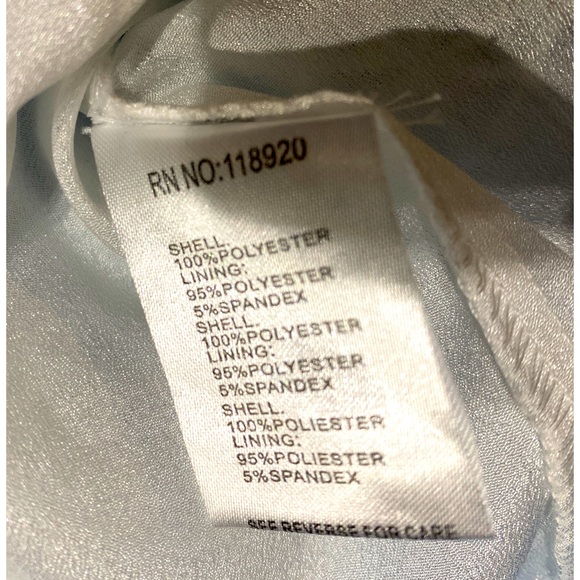 RN NO:118920
SHELL.
100%POLYESTER
LINING:
95%POLYESTER
5%SPANDEX
SHELL.
100%POLYESTER
LINING:
95%POLYESTER
5%SPANDEX
SHELL.
100%POLIESTER
LINING:
95%POLIESTER
5%SPANDEX
SEE REVERSE FOR CARE